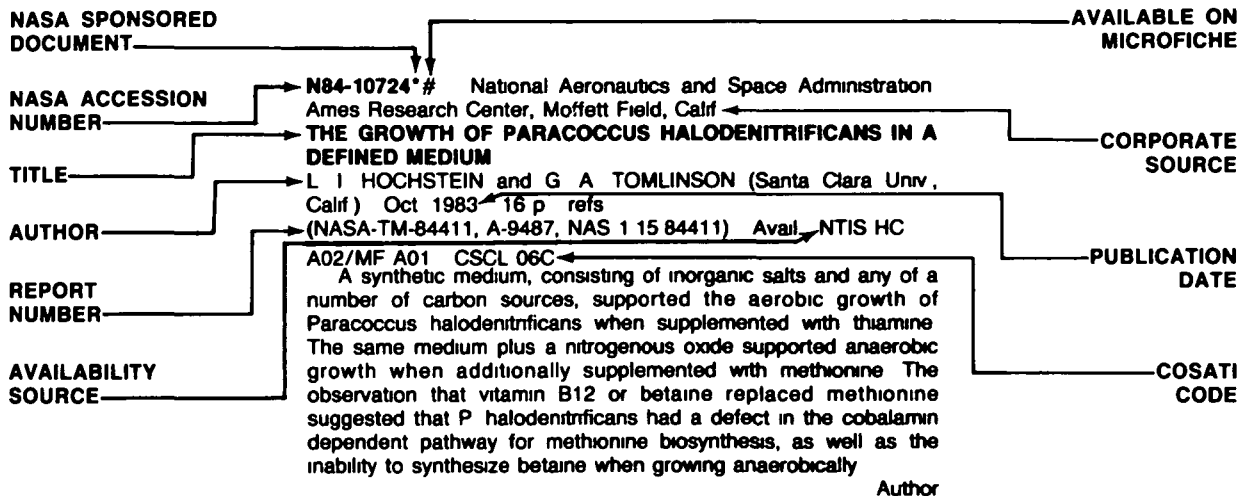 NASA SPONSORED
DOCUMENT
AVAILABLE ON
MICROFICHE
NASA ACCESSION
NUMBER
N84-10724*# National Aeronautics and Space Administration
Ames Research Center, Moffett Field, Calif
CORPORATE
SOURCE
TITLE
THE GROWTH OF PARACOCCUS HALODENITRIFICANS IN A
DEFINED MEDIUM
AUTHOR
L I HOCHSTEIN and G A TOMLINSON (Santa Clara Univ,
Calif) Oct 1983 16 p refs
PUBLICATION
DATE
REPORT
NUMBER
(NASA-TM-84411, A-9487, NAS 1 15 84411) Avail NTIS HC
A02/MF A01 CSCL 06C
AVAILABILITY
SOURCE
COSATI
CODE
A synthetic medium, consisting of inorganic salts and any of a
number of carbon sources, supported the aerobic growth of
Paracoccus halodenitrificans when supplemented with thiamine
The same medium plus a nitrogenous oxide supported anaerobic
growth when additionally supplemented with methionine The
observation that vitamin B12 or betaine replaced methionine
suggested that P halodenitrificans had a defect in the cobalamin
dependent pathway for methionine biosynthesis, as well as the
inability to synthesize betaine when growing anaerobically
Author